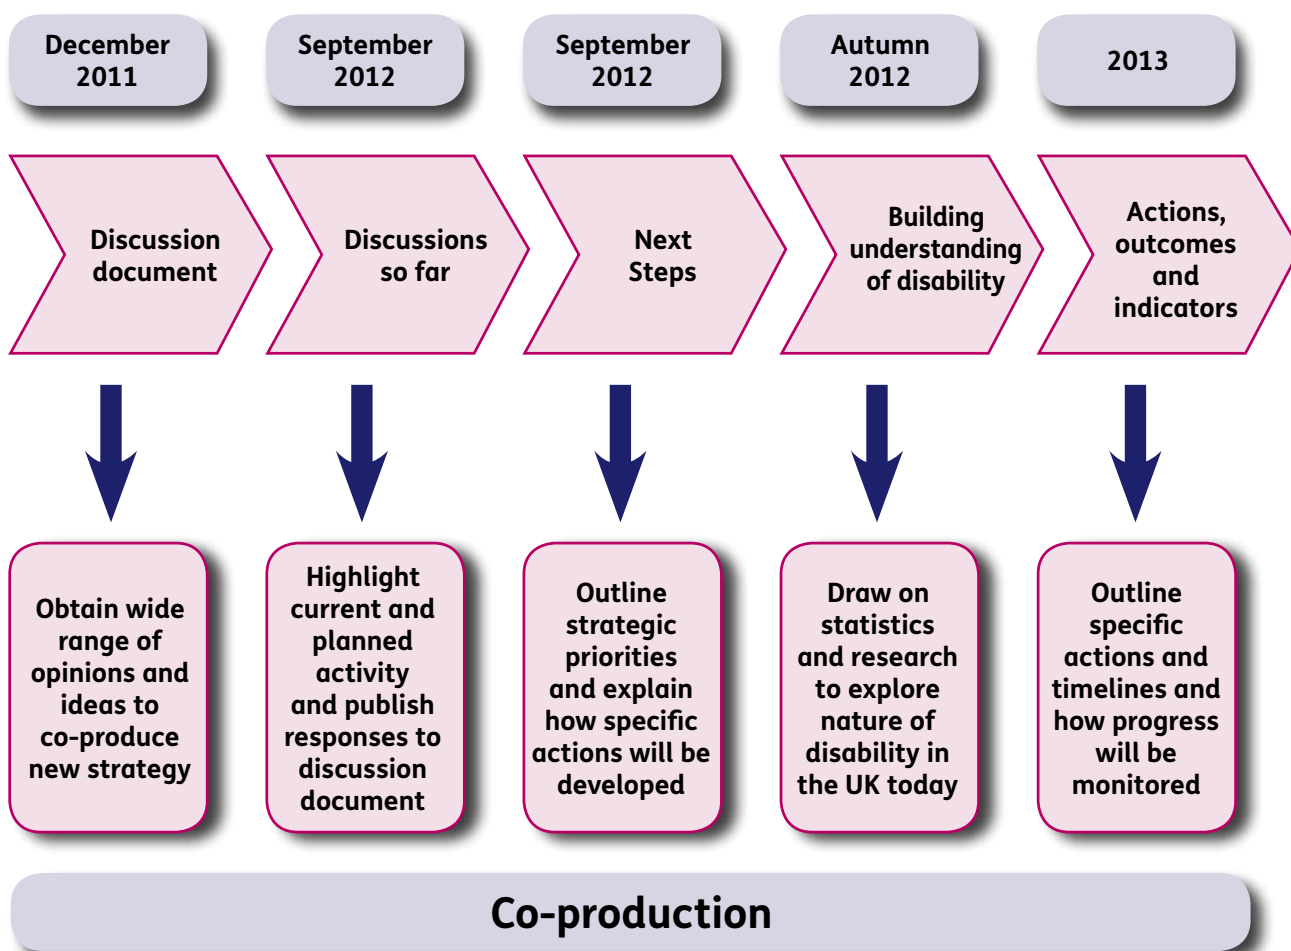 December
2011
September
2012
September
2012
Autumn
2012
2013
Discussion
document
Discussions
so far
Next
Steps
Building
understanding
of disability
Actions,
outcomes
and
indicators
Obtain wide
range of
opinions and
ideas to
co-produce
new strategy
Highlight
current and
planned
activity
and publish
responses to
discussion
document
Outline
strategic
priorities
and explain
how specific
actions will be
developed
Draw on
statistics
and research
to explore
nature of
disability in
the UK today
Outline
specific
actions and
timelines and
how progress
will be
monitored
Co-production